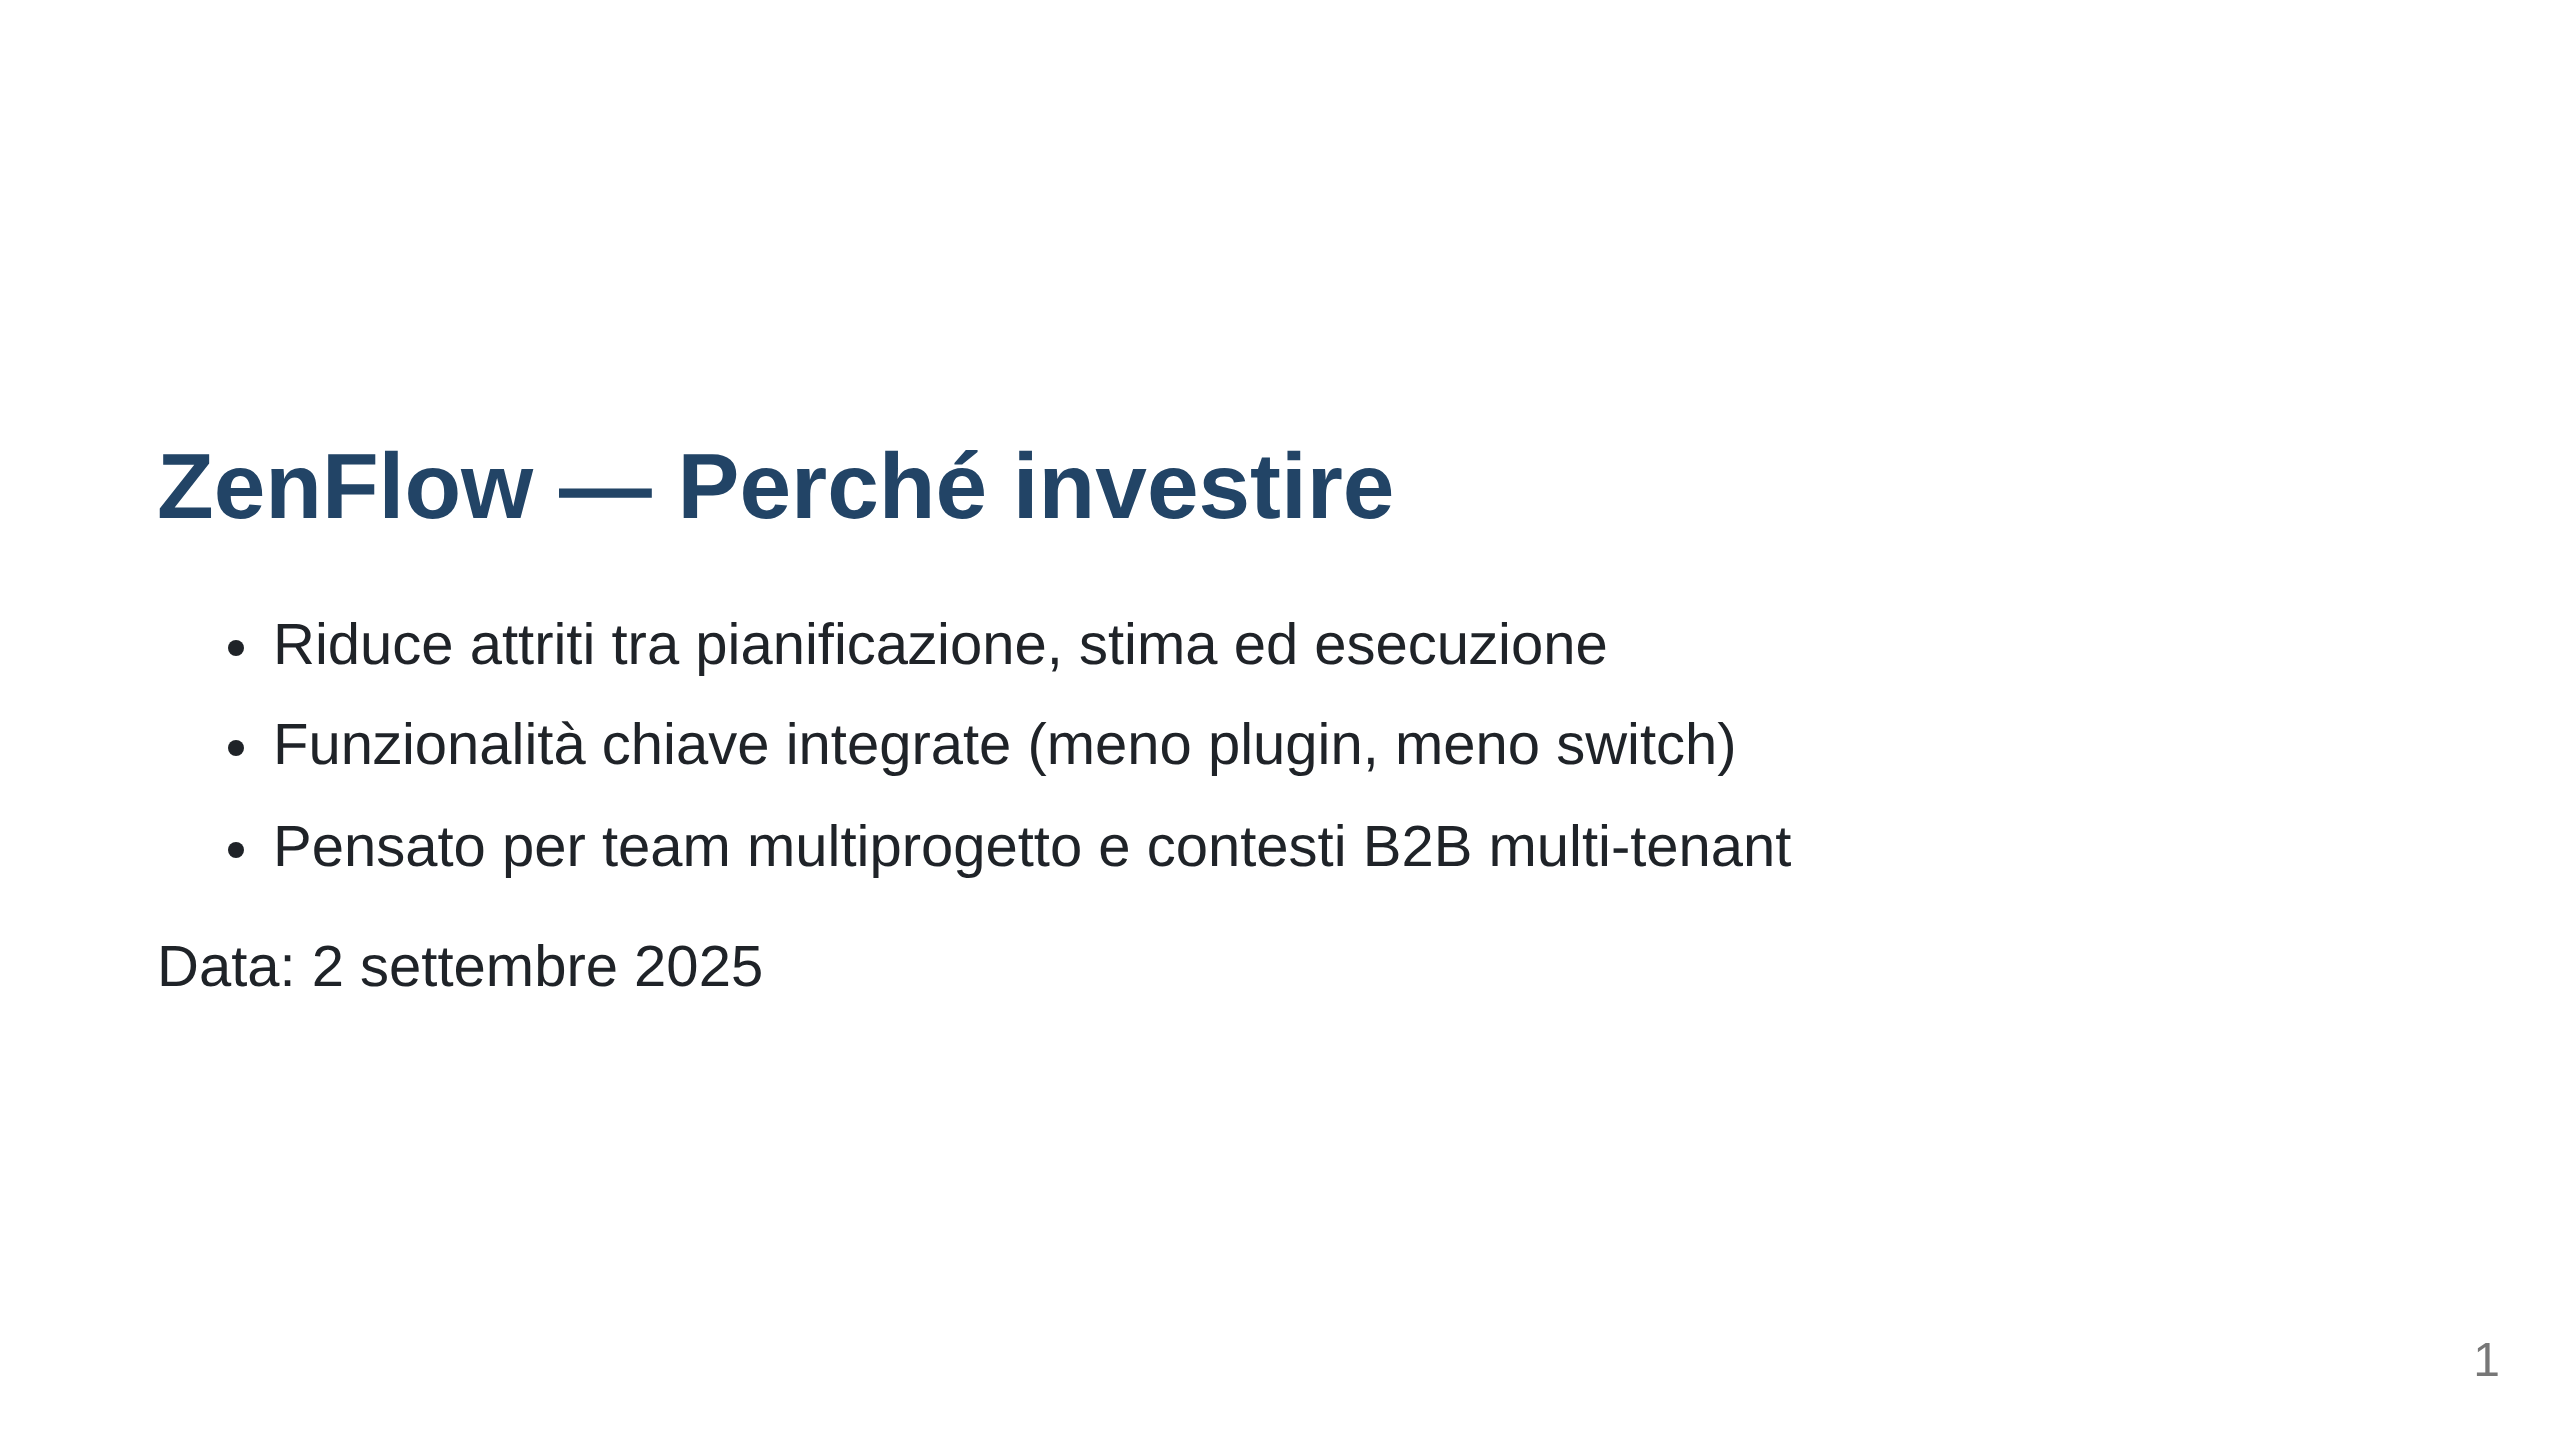 ZenFlow — Perché investire
• Riduce attriti tra pianificazione, stima ed esecuzione
• Funzionalità chiave integrate (meno plugin, meno switch)
• Pensato per team multiprogetto e contesti B2B multi-tenant
Data: 2 settembre 2025
1